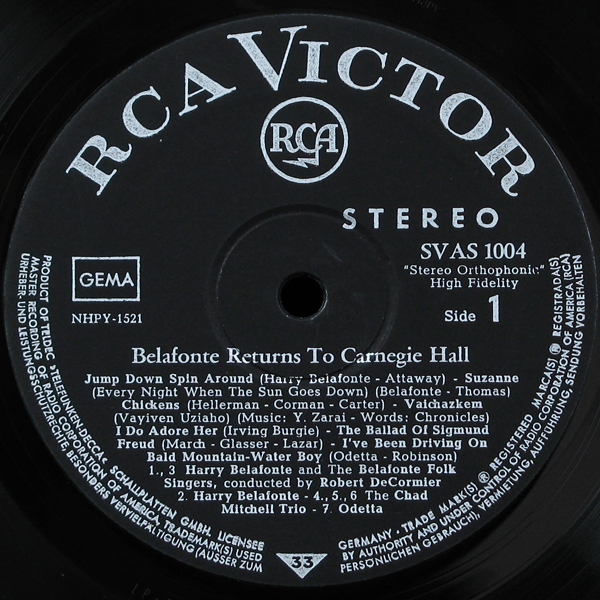 RCA VICTOR
RCA
STEREO
GEMA
NHPY-1521
SVAS 1004
"Stereo Orthophonic"
High Fidelity
Side 1
Belafonte Returns To Carnegie Hall
Jump Down Spin Around (Harry Belafonte - Attaway) - Suzanne
(Every Night When The Sun Goes Down) (Belafonte - Thomas)
Chickens (Hellerman - Corman - Carter) - Vaichazkem
(Vayiven Uziaho) (Music: Y. Zarai - Words: Chronicles)
I Do Adore Her (Irving Burgie) - The Ballad Of Sigmund
Freud (March - Glasser - Lazar) - I've Been Driving On
Bald Mountain-Water Boy (Odetta - Robinson)
1., 3 Harry Belafonte and The Belafonte Folk
Singers, conducted by Robert DeCormier
2. Harry Belafonte - 4., 5., 6 The Chad
Mitchell Trio - 7. Odetta
PRODUCT OF TELDEC »TELEFUNKEN-DECCA« SCHALLPLATTEN GMBH, LICENSEE
MASTER RECORDING OF RADIO CORPORATION OF AMERICA, TRADEMARK(S) USED
URHEBER- UND LEISTUNGSSCHUTZRECHTE, BESONDERS VERVIELFÄLTIGUNG (AUSSER ZUM
33
GERMANY · TRADE MARK(S) ® REGISTERED · MARCA(S) ® REGISTRADA(S)
BY AUTHORITY AND UNDER CONTROL OF RADIO CORPORATION OF AMERICA (RCA)
PERSÖNLICHEN GEBRAUCH), VERMIETUNG, AUFFÜHRUNG, SENDUNG VORBEHALTEN